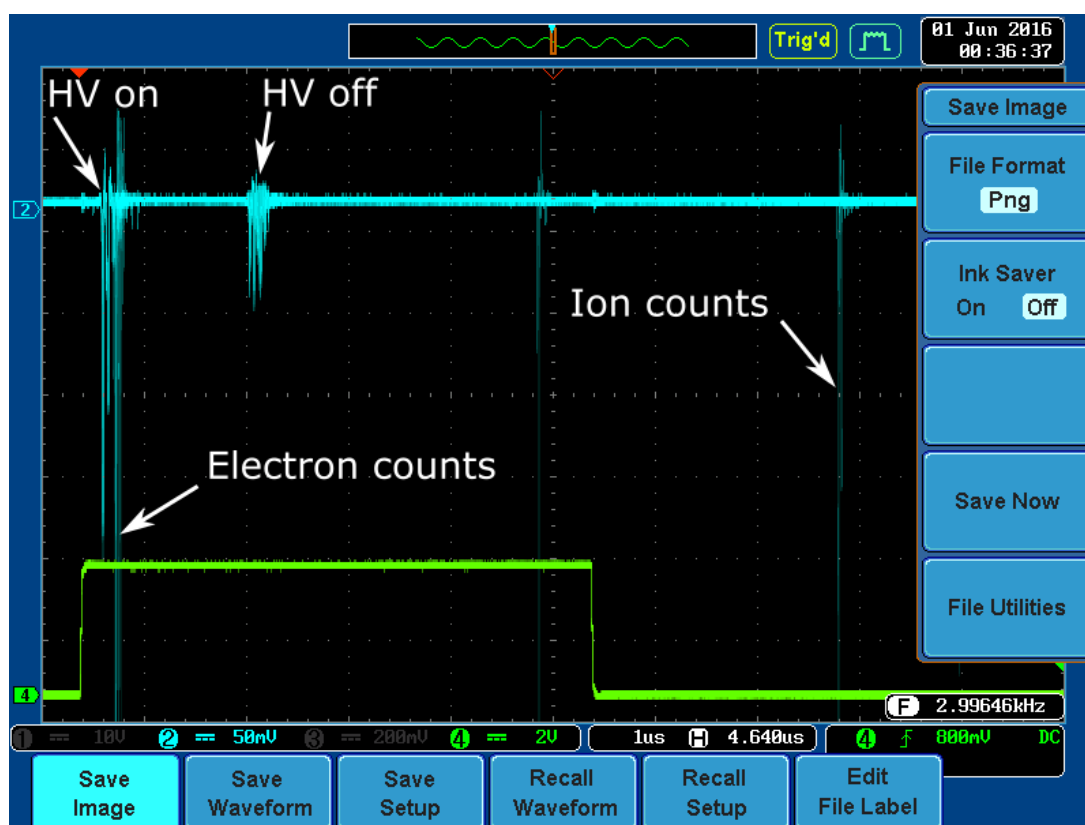 Trig'd
01 Jun 2016
00:36:37
HV on
HV off
Save Image
File Format
Png
2
Ink Saver
On Off
Ion counts
Electron counts
Save Now
File Utilities
4
F 2.99646kHz
1 10V 2 50mV 3 200mV 4 2V 1us H 4.640us 4 800mV DC
Save Image
Save Waveform
Save Setup
Recall Waveform
Recall Setup
Edit File Label